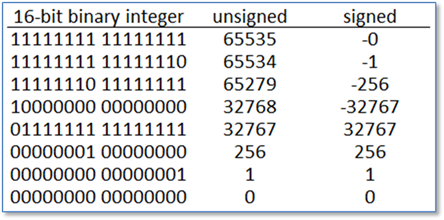 16-bit binary integer unsigned signed
11111111 11111111 65535 -0
11111111 11111110 65534 -1
11111110 11111111 65279 -256
10000000 00000000 32768 -32767
01111111 11111111 32767 32767
00000001 00000000 256 256
00000000 00000001 1 1
00000000 00000000 0 0